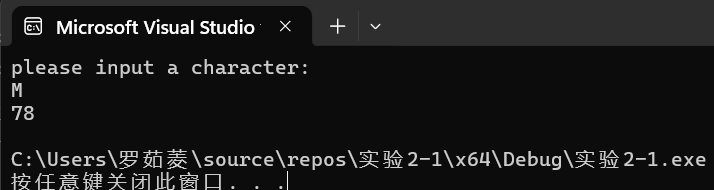 Microsoft Visual Studio
please input a character:
M
78
C:\Users\罗茹菱\source\repos\实验2-1\x64\Debug\实验2-1.exe
按任意键关闭此窗口. . .